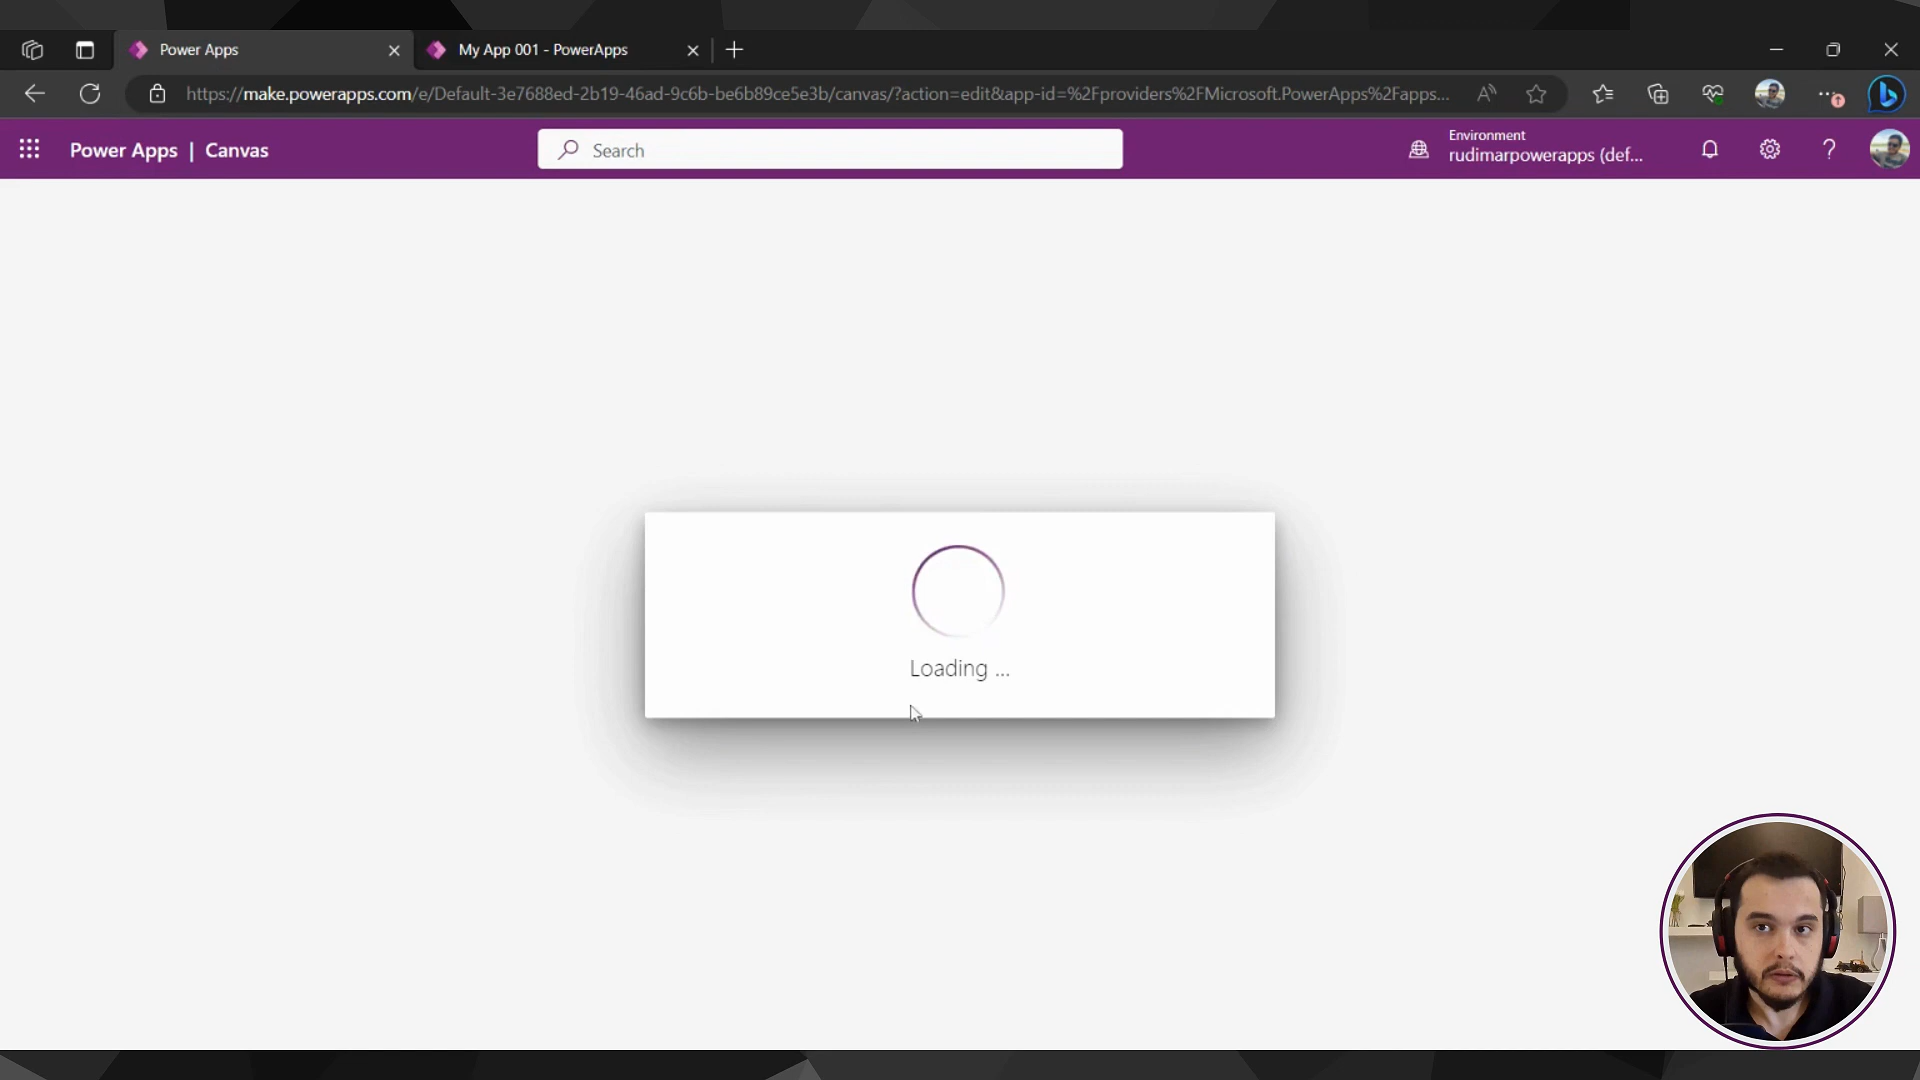 Power Apps
My App 001 - PowerApps
https://make.powerapps.com/e/Default-3e7688ed-2b19-46ad-9c6b-be6b89ce5e3b/canvas/?action=edit&app-id=%2Fproviders%2FMicrosoft.PowerApps%2Fapps...
Power Apps | Canvas
Search
Environment
rudimarpowerapps (def...
Loading ...